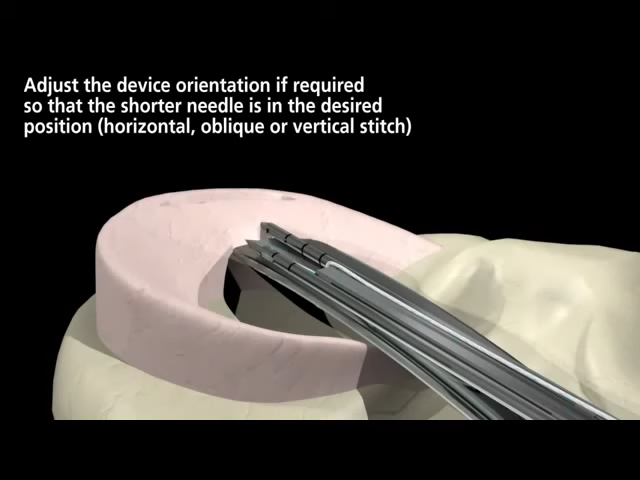 Adjust the device orientation if required
so that the shorter needle is in the desired
position (horizontal, oblique or vertical stitch)